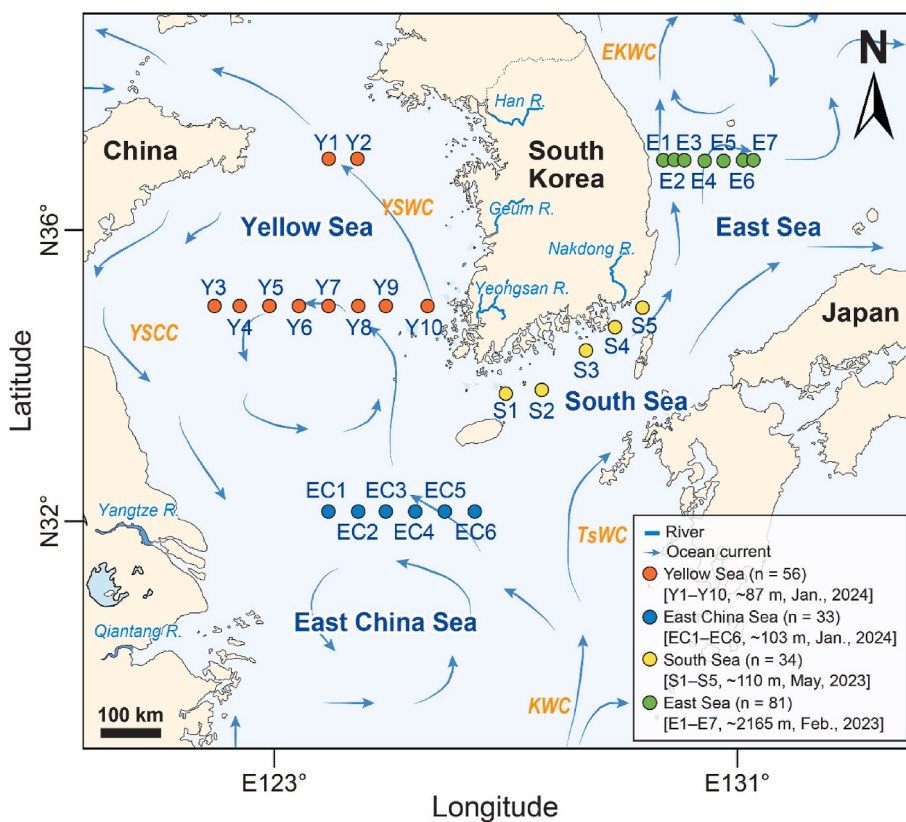 EKWC
N
Han R.
China
Y1 Y2
South
Korea
E1 E3 E5 E7
E2 E4 E6
YSWC
N36°
Yellow Sea
Geum R.
East Sea
Nakdong R.
Y3 Y5 Y7 Y9
Yeongsan R.
Japan
YSCC
Y4 Y6 Y8 Y10
S5
S4
S3
Latitude
S1 S2
South Sea
EC1 EC3 EC5
Yangtze R.
N32°
EC2 EC4 EC6
TsWC
River
Ocean current
Yellow Sea (n = 56)
[Y1–Y10, ~87 m, Jan., 2024]
East China Sea (n = 33)
[EC1–EC6, ~103 m, Jan., 2024]
South Sea (n = 34)
[S1–S5, ~110 m, May, 2023]
East Sea (n = 81)
[E1–E7, ~2165 m, Feb., 2023]
East China Sea
Qiantang R.
KWC
100 km
E123° E131°
Longitude